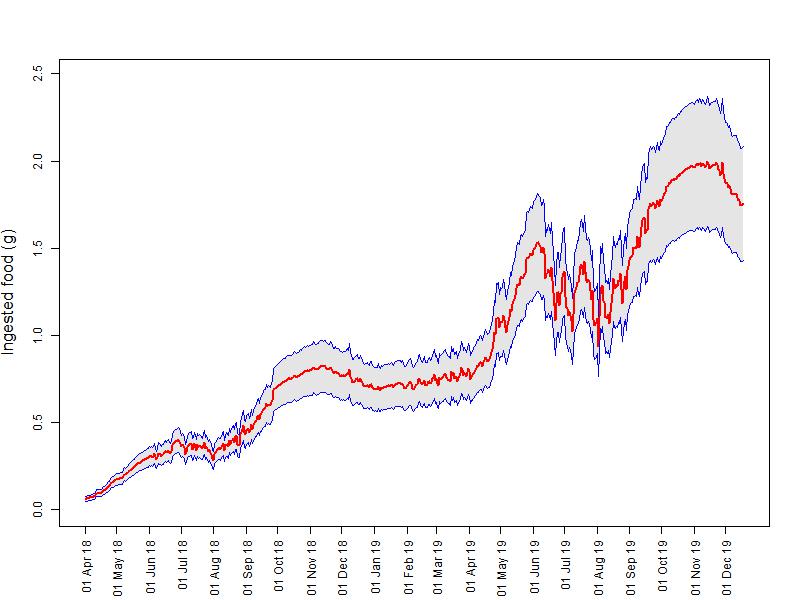 Ingested food (g)
2.5
2.0
1.5
1.0
0.5
0.0
01 Apr 18
01 May 18
01 Jun 18
01 Jul 18
01 Aug 18
01 Sep 18
01 Oct 18
01 Nov 18
01 Dec 18
01 Jan 19
01 Feb 19
01 Mar 19
01 Apr 19
01 May 19
01 Jun 19
01 Jul 19
01 Aug 19
01 Sep 19
01 Oct 19
01 Nov 19
01 Dec 19